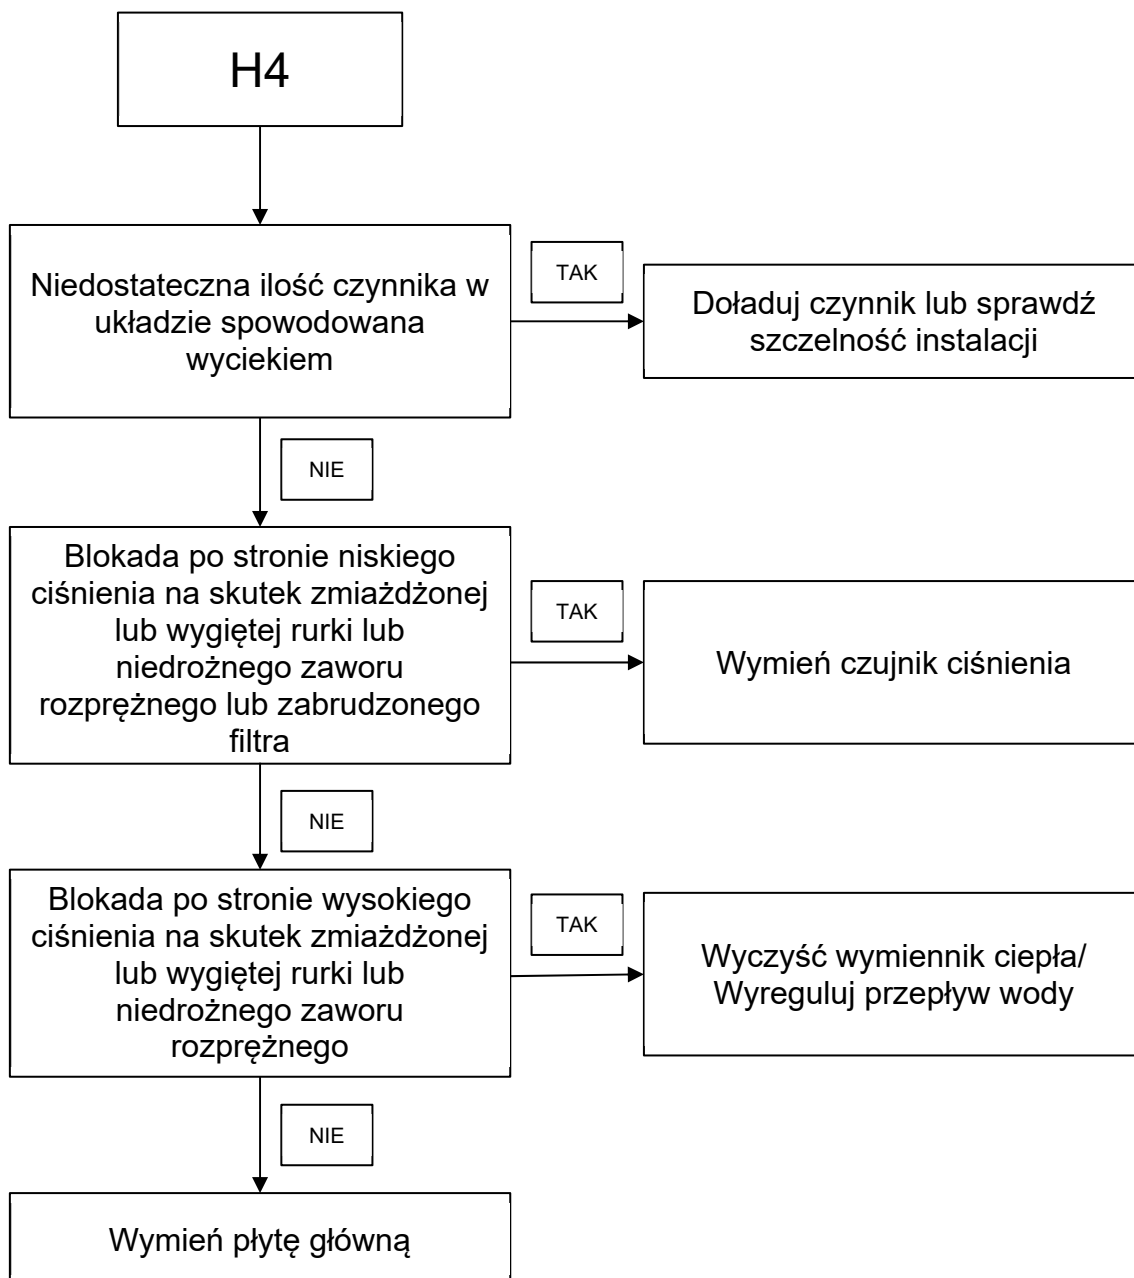 H4
Niedostateczna ilość czynnika w
układzie spowodowana
wyciekiem
TAK
Doładuj czynnik lub sprawdź
szczelność instalacji
NIE
Blokada po stronie niskiego
ciśnienia na skutek zmiażdżonej
lub wygiętej rurki lub
niedrożnego zaworu
rozprężnego lub zabrudzonego
filtra
TAK
Wymień czujnik ciśnienia
NIE
Blokada po stronie wysokiego
ciśnienia na skutek zmiażdżonej
lub wygiętej rurki lub
niedrożnego zaworu
rozprężnego
TAK
Wyczyść wymiennik ciepła/
Wyreguluj przepływ wody
NIE
Wymień płytę główną